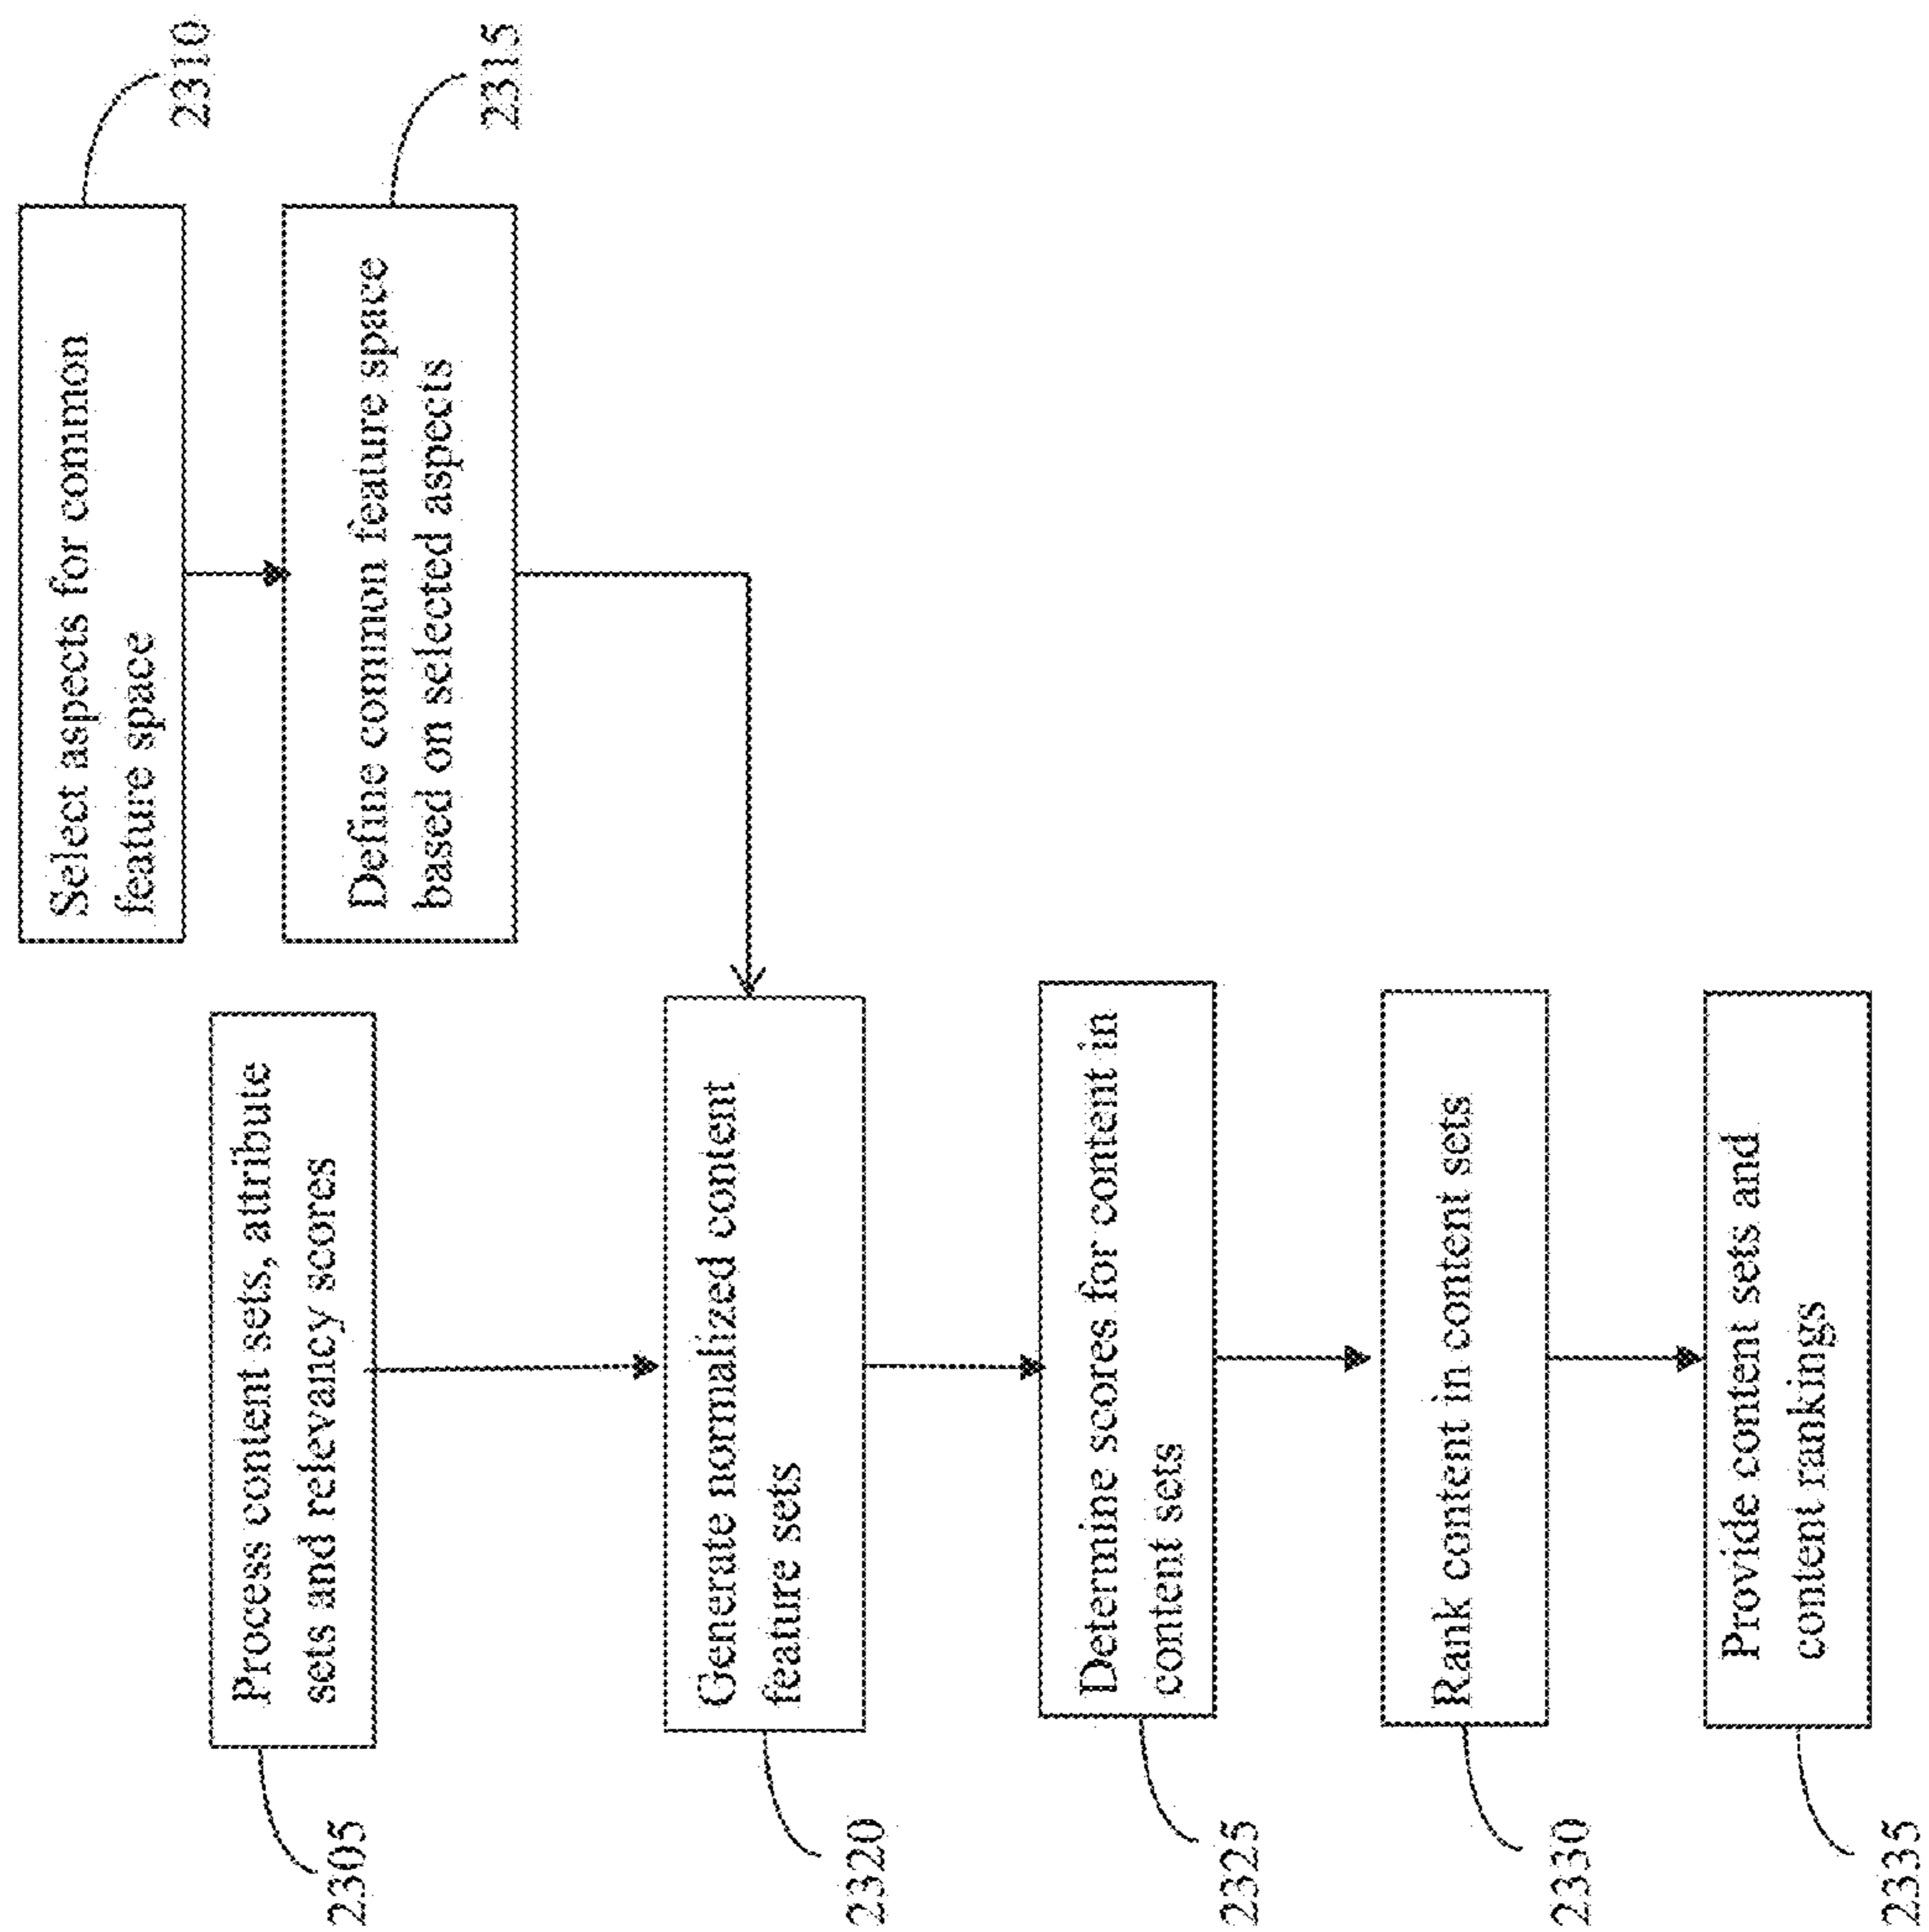 Select aspects for common
feature space
2310
Define common feature space
based on selected aspects
2315
Process content sets, attribute
sets and relevancy scores
2305
Generate normalized content
feature sets
2320
Determine scores for content in
content sets
2325
Rank content in content sets
2330
Provide content sets and
content rankings
2335